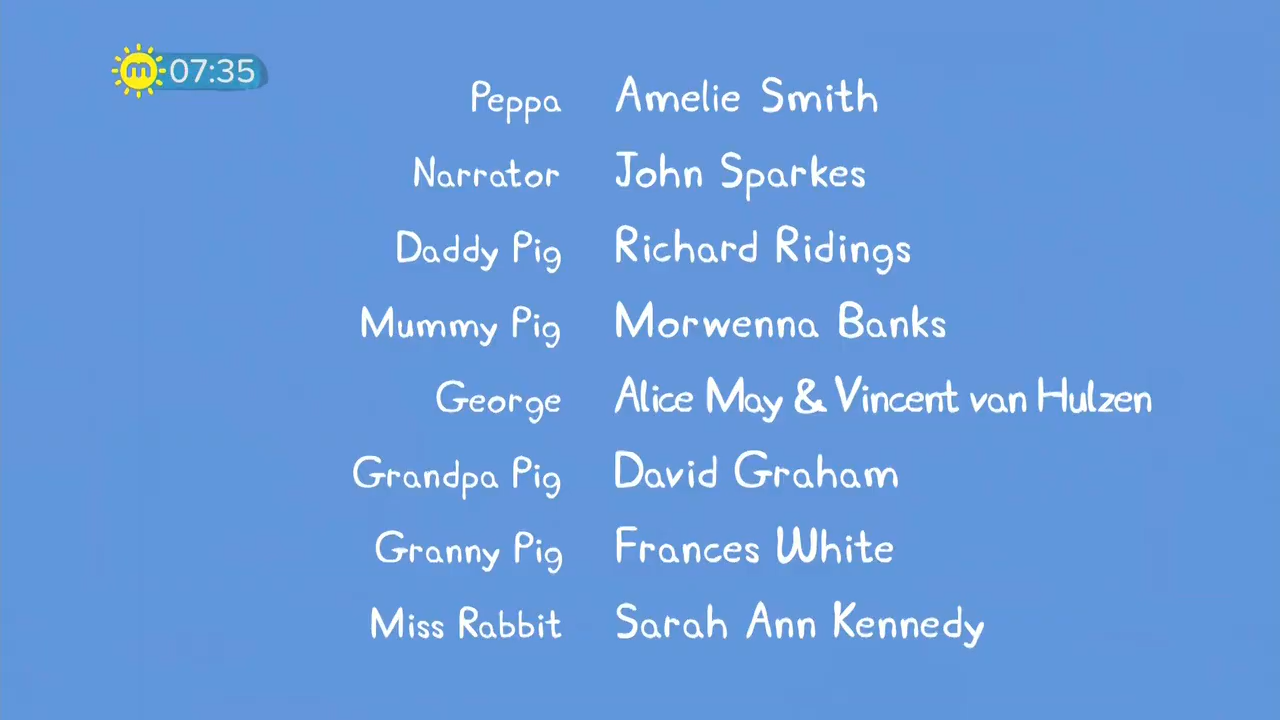 m 07:35
Peppa Amelie Smith
Narrator John Sparkes
Daddy Pig Richard Ridings
Mummy Pig Morwenna Banks
George Alice May & Vincent van Hulzen
Grandpa Pig David Graham
Granny Pig Frances White
Miss Rabbit Sarah Ann Kennedy